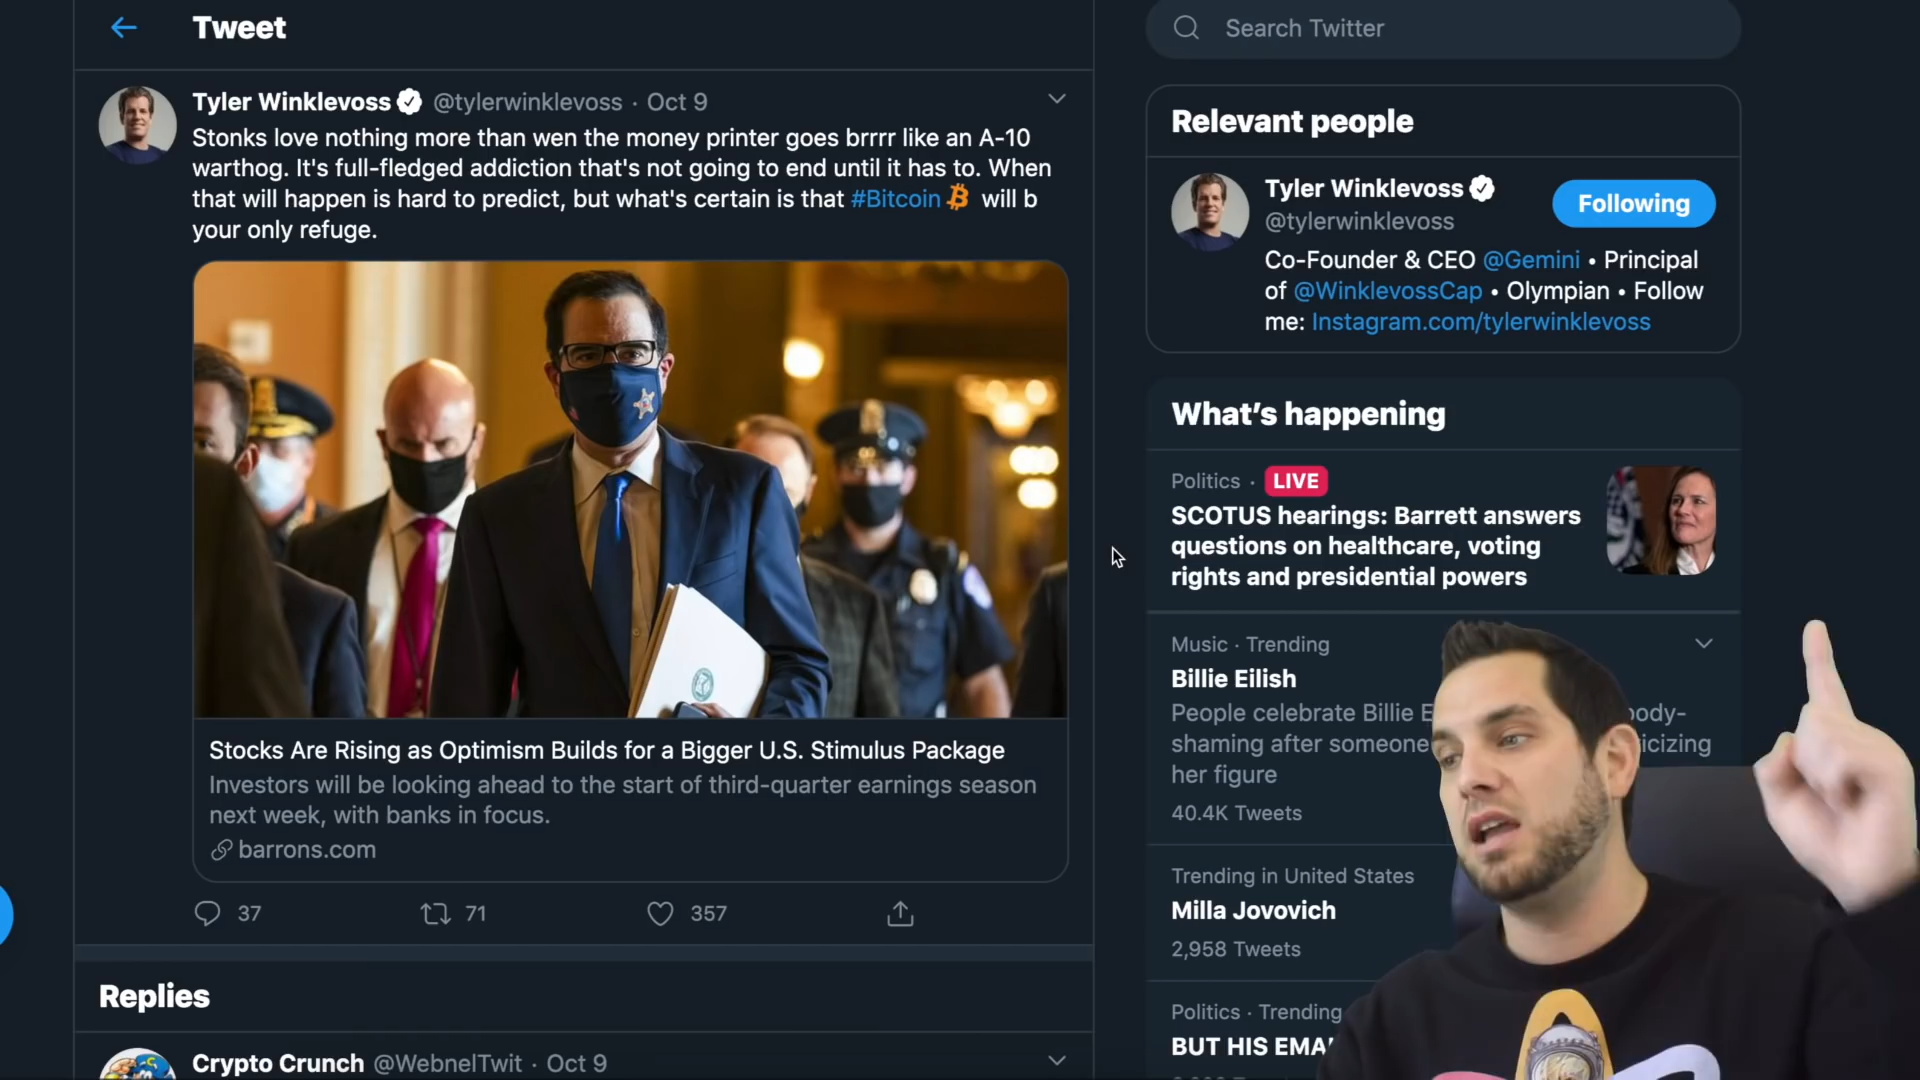 Tweet
Search Twitter
Tyler Winklevoss @tylerwinklevoss · Oct 9
Stonks love nothing more than wen the money printer goes brrrr like an A-10
warthog. It's full-fledged addiction that's not going to end until it has to. When
that will happen is hard to predict, but what's certain is that #Bitcoin will b
your only refuge.
Stocks Are Rising as Optimism Builds for a Bigger U.S. Stimulus Package
Investors will be looking ahead to the start of third-quarter earnings season
next week, with banks in focus.
barrons.com
37 71 357
Replies
Crypto Crunch @WebnelTwit · Oct 9
Relevant people
Tyler Winklevoss
@tylerwinklevoss
Following
Co-Founder & CEO @Gemini • Principal
of @WinklevossCap • Olympian • Follow
me: Instagram.com/tylerwinklevoss
What's happening
Politics · LIVE
SCOTUS hearings: Barrett answers
questions on healthcare, voting
rights and presidential powers
Music · Trending
Billie Eilish
People celebrate Billie
shaming after someone
her figure
40.4K Tweets
Trending in United States
Milla Jovovich
2,958 Tweets
Politics · Trending
BUT HIS